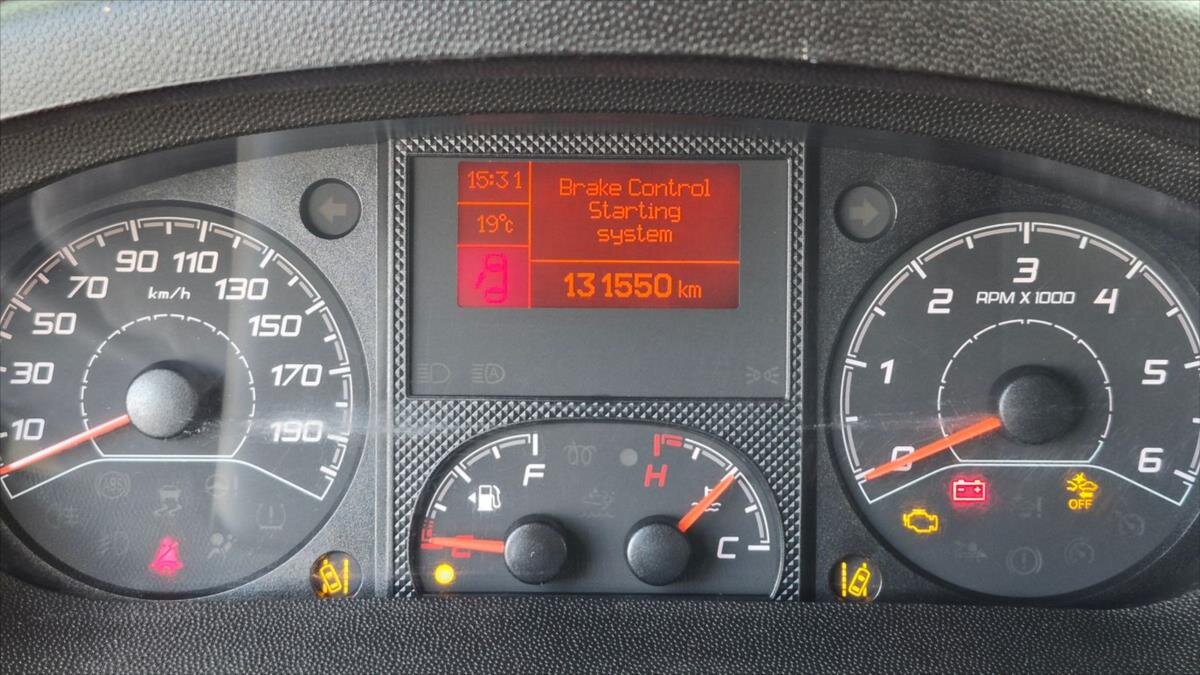 15:31
19°c
Brake Control
Starting
system
131550 km
10
30
50
70
90
110
130
150
170
190
km/h
ABS
F
E
H
C
0
1
2
3
4
5
6
RPM X 1000
OFF
A